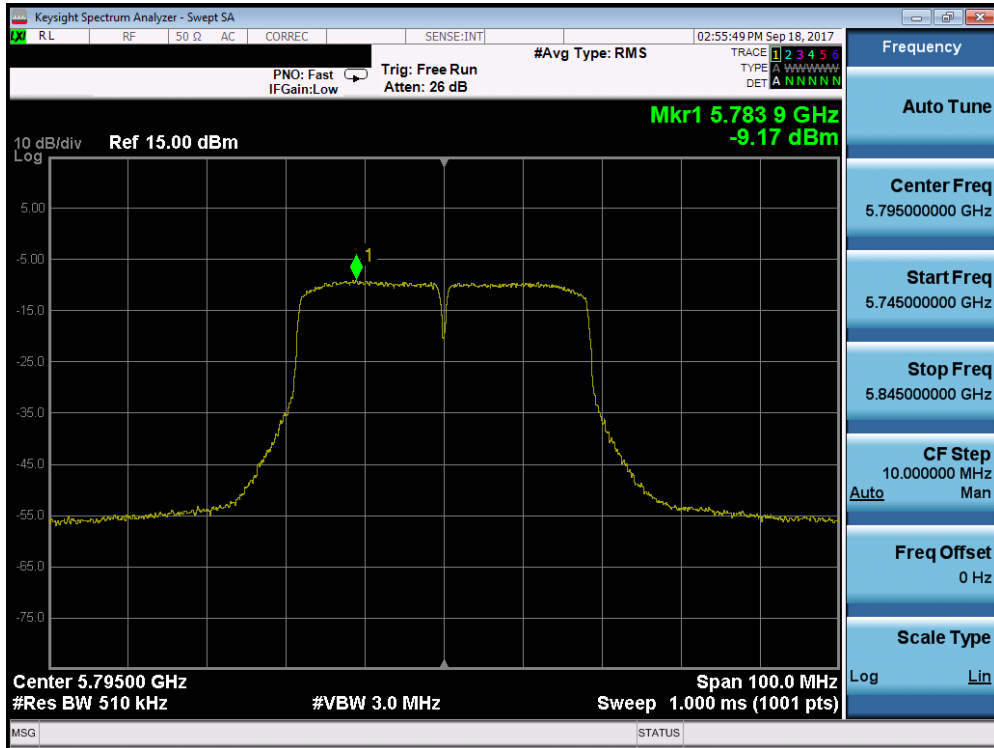 Keysight Spectrum Analyzer - Swept SA
LXI RL RF 50 Ω AC CORREC SENSE:INT 02:55:49 PM Sep 18, 2017
PNO: Fast Trig: Free Run #Avg Type: RMS TRACE 1 2 3 4 5 6
IFGain:Low Atten: 26 dB TYPE A WWWWW
DET A N N N N N
Mkr1 5.783 9 GHz
-9.17 dBm
10 dB/div Ref 15.00 dBm
Log
5.00
-5.00
1
-15.0
-25.0
-35.0
-45.0
-55.0
-65.0
-75.0
Center 5.79500 GHz Span 100.0 MHz
#Res BW 510 kHz #VBW 3.0 MHz Sweep 1.000 ms (1001 pts)
MSG STATUS
Frequency
Auto Tune
Center Freq
5.795000000 GHz
Start Freq
5.745000000 GHz
Stop Freq
5.845000000 GHz
CF Step
10.000000 MHz
Auto Man
Freq Offset
0 Hz
Scale Type
Log Lin